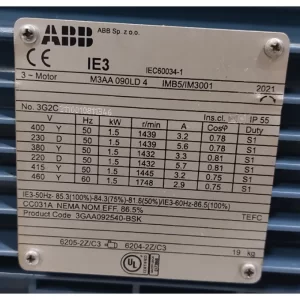 ABB ABB Sp. z.o.o.
CE IE3 IEC60034-1
3 ~ Motor M3AA 090LD 4 IMB5/IM3001 2021
No. 3G2C Ins.cl. IP 55
V Hz kW r/min A Cosφ Duty
400 Y 50 1.5 1439 3.2 0.78 S1
230 D 50 1.5 1439 5.6 0.78 S1
380 Y 50 1.5 1432 3.3 0.81 S1
220 D 50 1.5 1432 5.7 0.81 S1
415 Y 50 1.5 1445 3.2 0.75 S1
460 Y 60 1.5 1748 2.9 0.75 S1
IE3-50Hz- 85.3(100%)-84.3(75%)-81.6(50%)/IE3-60Hz-86.5(100%)
CC031A NEMA NOM EFF. 86.5%
Product Code 3GAA092540-BSK TEFC
6205-2Z/C3 6204-2Z/C3 19 kg